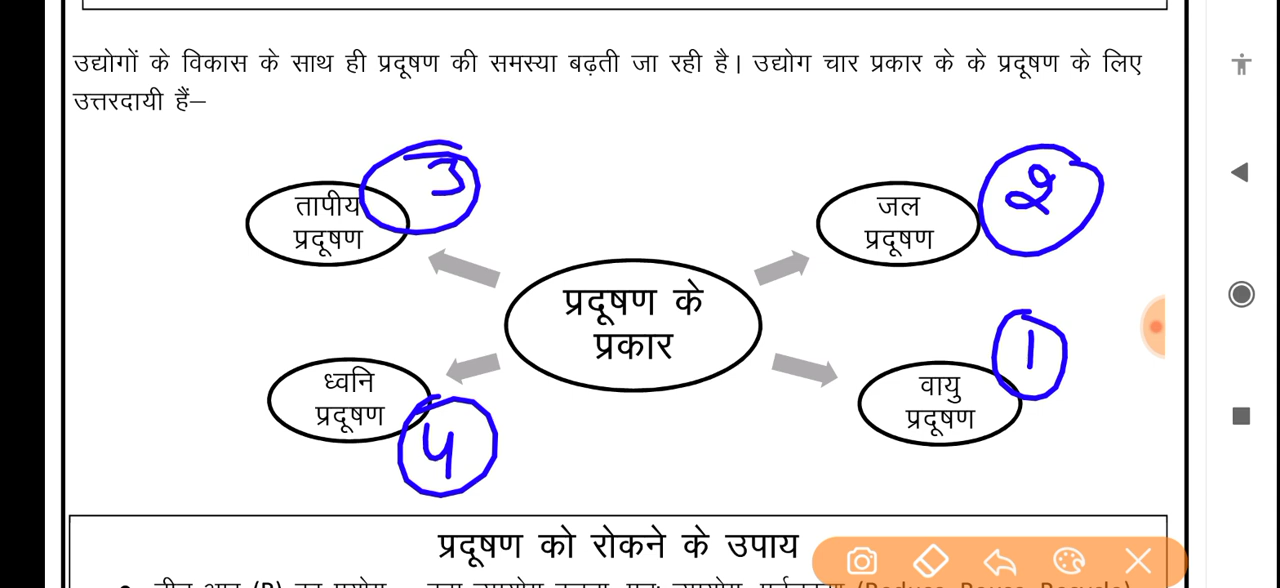 उद्योगों के विकास के साथ ही प्रदूषण की समस्या बढ़ती जा रही है। उद्योग चार प्रकार के के प्रदूषण के लिए
उत्तरदायी हैं–
तापीय
प्रदूषण
3
जल
प्रदूषण
2
प्रदूषण के
प्रकार
ध्वनि
प्रदूषण
4
वायु
प्रदूषण
1
प्रदूषण को रोकने के उपाय